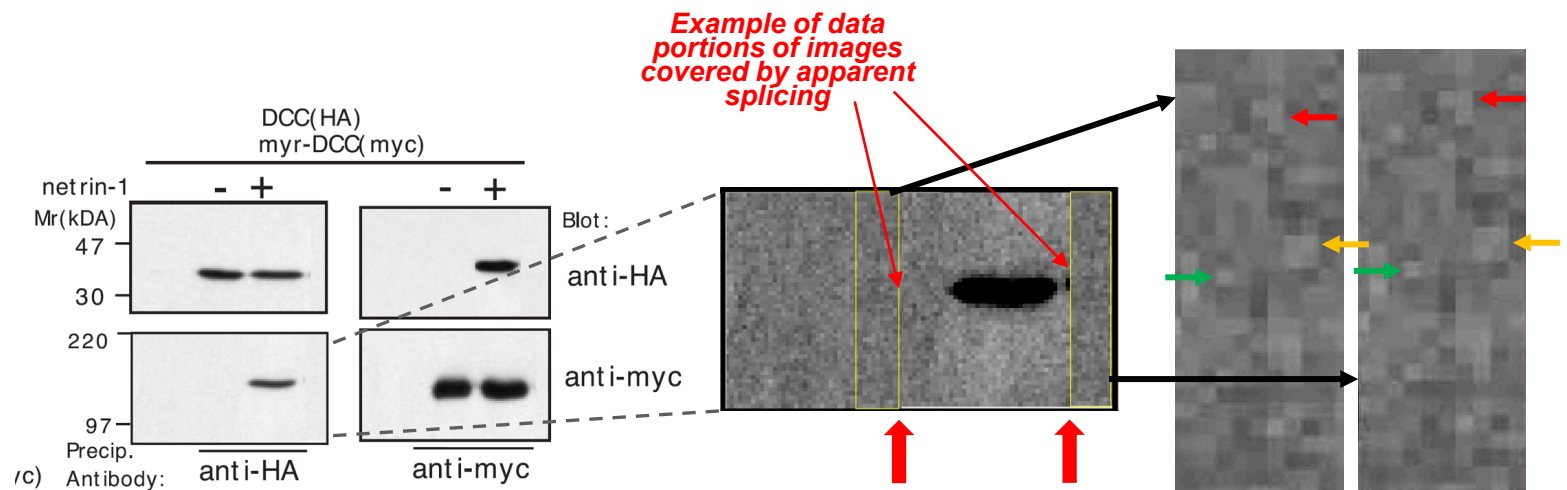 Example of data
portions of images
covered by apparent
splicing
DCC(HA)
myr-DCC(myc)
netrin-1 - + - +
Mr(kDA)
47
30
Blot:
anti-HA
220
97
anti-myc
Precip.
Antibody: anti-HA anti-myc
yc)